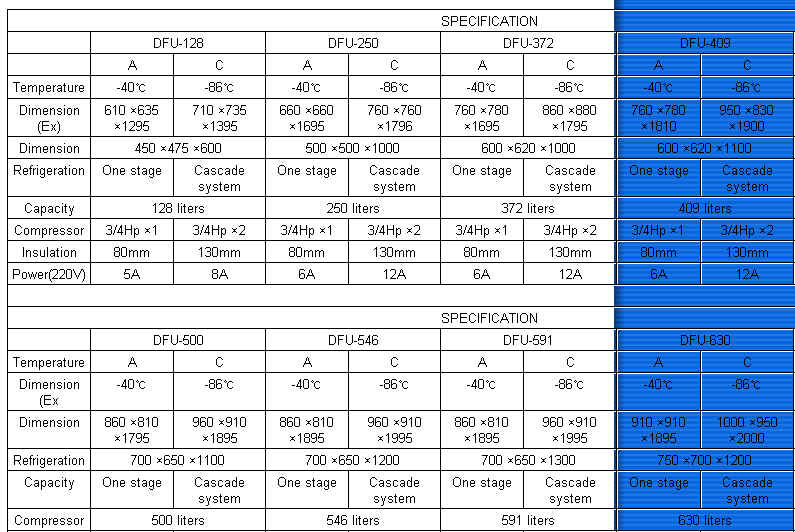 SPECIFICATION
DFU-128 DFU-250 DFU-372 DFU-409
A C A C A C A C
Temperature -40℃ -86℃ -40℃ -86℃ -40℃ -86℃ -40℃ -86℃
Dimension 610 ×635 710 ×735 660 ×660 760 ×760 760 ×780 860 ×880 760 ×780 950 ×830
(Ex) ×1295 ×1395 ×1695 ×1796 ×1695 ×1795 ×1810 ×1900
Dimension 450 ×475 ×600 500 ×500 ×1000 600 ×620 ×1000 600 ×620 ×1100
Refrigeration One stage Cascade One stage Cascade One stage Cascade One stage Cascade
system system system system
Capacity 128 liters 250 liters 372 liters 409 liters
Compressor 3/4Hp ×1 3/4Hp ×2 3/4Hp ×1 3/4Hp ×2 3/4Hp ×1 3/4Hp ×2 3/4Hp ×1 3/4Hp ×2
Insulation 80mm 130mm 80mm 130mm 80mm 130mm 80mm 130mm
Power(220V) 5A 8A 6A 12A 6A 12A 6A 12A
SPECIFICATION
DFU-500 DFU-546 DFU-591 DFU-630
Temperature A C A C A C A C
Dimension -40℃ -86℃ -40℃ -86℃ -40℃ -86℃ -40℃ -86℃
(Ex
Dimension 860 ×810 960 ×910 860 ×810 960 ×910 860 ×810 960 ×910 910 ×910 1000 ×950
×1795 ×1895 ×1895 ×1995 ×1895 ×1995 ×1895 ×2000
Refrigeration 700 ×650 ×1100 700 ×650 ×1200 700 ×650 ×1300 750 ×700 ×1200
Capacity One stage Cascade One stage Cascade One stage Cascade One stage Cascade
system system system system
Compressor 500 liters 546 liters 591 liters 630 liters